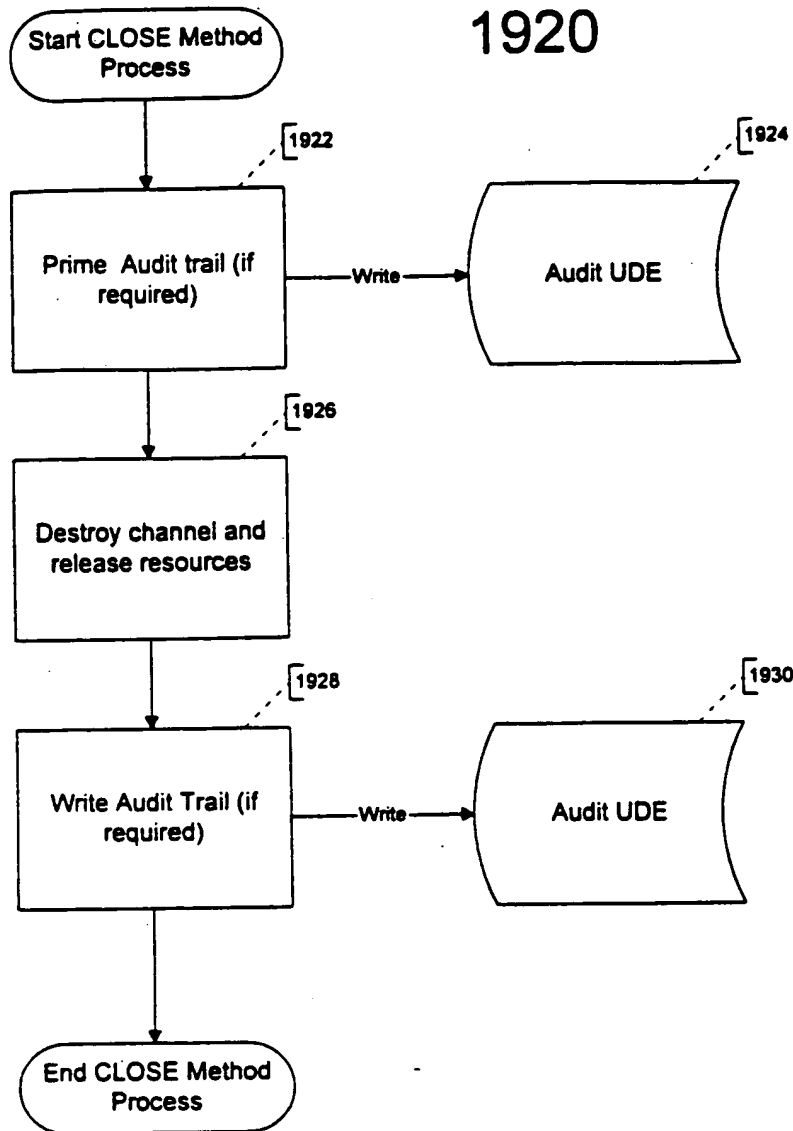 1920
Start CLOSE Method
Process
1922
1924
Prime Audit trail (if
required)
Write
Audit UDE
1926
Destroy channel and
release resources
1928
1930
Write Audit Trail (if
required)
Write
Audit UDE
End CLOSE Method
Process